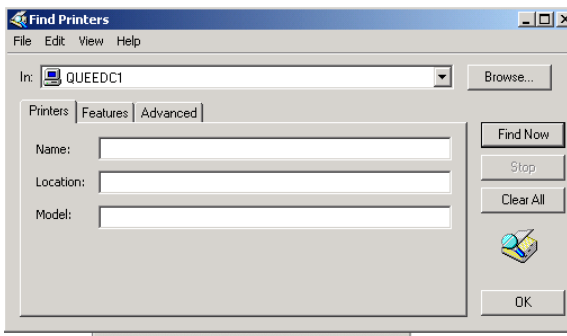 Find Printers
File Edit View Help
In: QUEEDC1
Browse...
Printers Features Advanced
Find Now
Name:
Stop
Location:
Clear All
Model:
OK